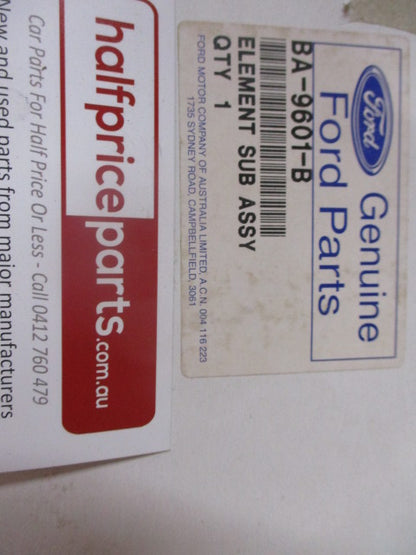 Ford
Genuine
Ford Parts
BA-9601-B
ELEMENT SUB ASSY
QTY 1
FORD MOTOR COMPANY OF AUSTRALIA LIMITED, A.C.N. 004 116 223
1735 SYDNEY ROAD, CAMPBELLFIELD, 3061
halfpriceparts.com.au
Car Parts For Half Price Or Less - Call 0412 760 479
New and used parts from major manufacturers